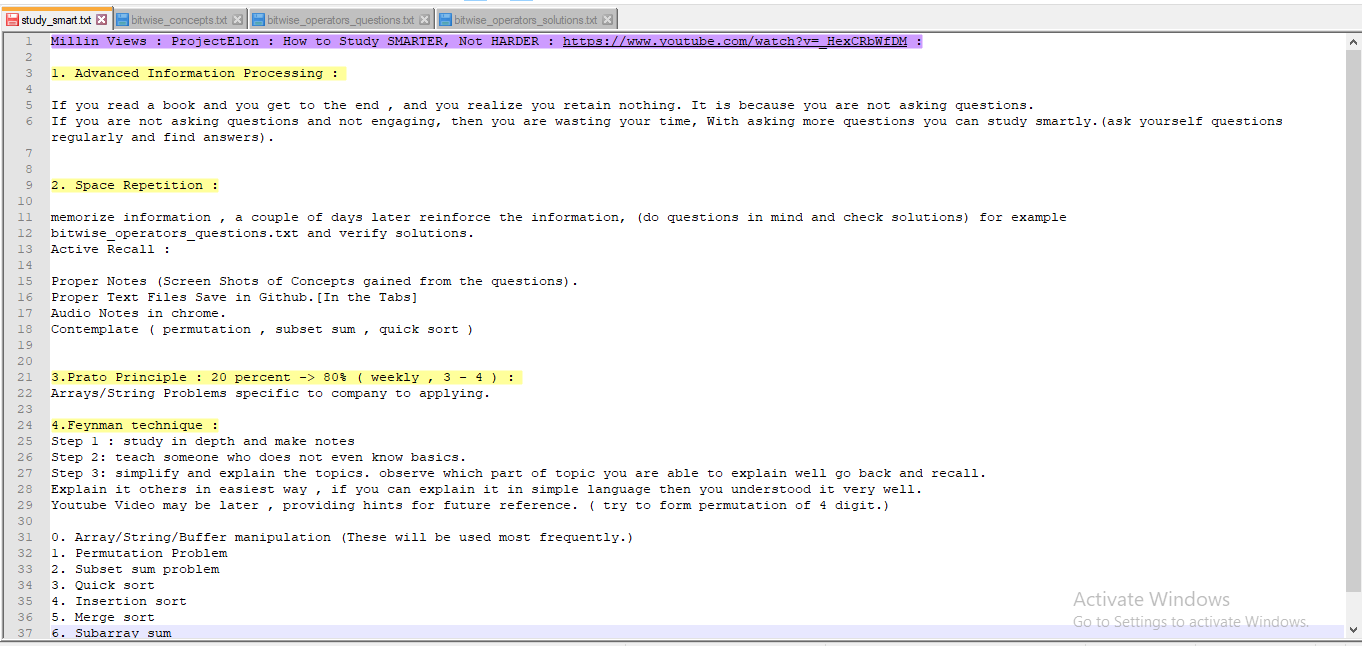 study_smart.txt bitwise_concepts.txt bitwise_operators_questions.txt bitwise_operators_solutions.txt
1 Millin Views : ProjectElon : How to Study SMARTER, Not HARDER : https://www.youtube.com/watch?v=_HexCRbWfDM :
2
3 1. Advanced Information Processing :
4
5 If you read a book and you get to the end , and you realize you retain nothing. It is because you are not asking questions.
6 If you are not asking questions and not engaging, then you are wasting your time, With asking more questions you can study smartly.(ask yourself questions
regularly and find answers).
7
8
9 2. Space Repetition :
10
11 memorize information , a couple of days later reinforce the information, (do questions in mind and check solutions) for example
12 bitwise_operators_questions.txt and verify solutions.
13 Active Recall :
14
15 Proper Notes (Screen Shots of Concepts gained from the questions).
16 Proper Text Files Save in Github.[In the Tabs]
17 Audio Notes in chrome.
18 Contemplate ( permutation , subset sum , quick sort )
19
20
21 3.Prato Principle : 20 percent -> 80% ( weekly , 3 - 4 ) :
22 Arrays/String Problems specific to company to applying.
23
24 4.Feynman technique :
25 Step 1 : study in depth and make notes
26 Step 2: teach someone who does not even know basics.
27 Step 3: simplify and explain the topics. observe which part of topic you are able to explain well go back and recall.
28 Explain it others in easiest way , if you can explain it in simple language then you understood it very well.
29 Youtube Video may be later , providing hints for future reference. ( try to form permutation of 4 digit.)
30
31 0. Array/String/Buffer manipulation (These will be used most frequently.)
32 1. Permutation Problem
33 2. Subset sum problem
34 3. Quick sort
35 4. Insertion sort
36 5. Merge sort
37 6. Subarray sum
Activate Windows
Go to Settings to activate Windows.